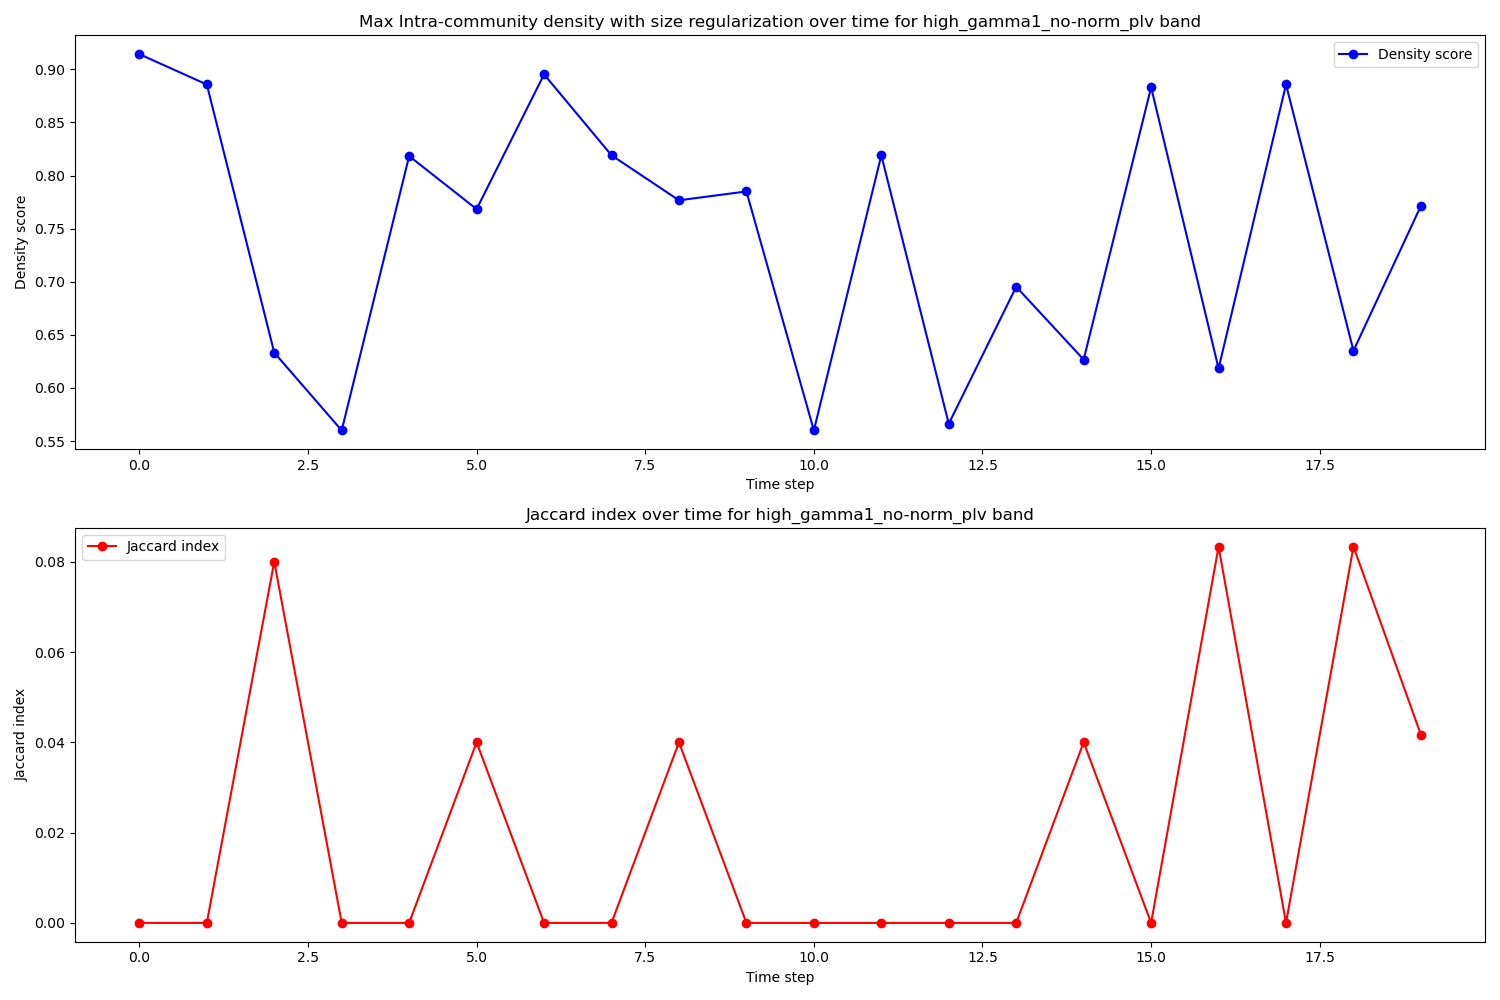 Max Intra-community density with size regularization over time for high_gamma1_no-norm_plv band
Density score
0.90
0.85
0.80
0.75
0.70
0.65
0.60
0.55
Density score
0.0 2.5 5.0 7.5 10.0 12.5 15.0 17.5
Time step
Jaccard index over time for high_gamma1_no-norm_plv band
Jaccard index
0.08
0.06
0.04
0.02
0.00
Jaccard index
0.0 2.5 5.0 7.5 10.0 12.5 15.0 17.5
Time step